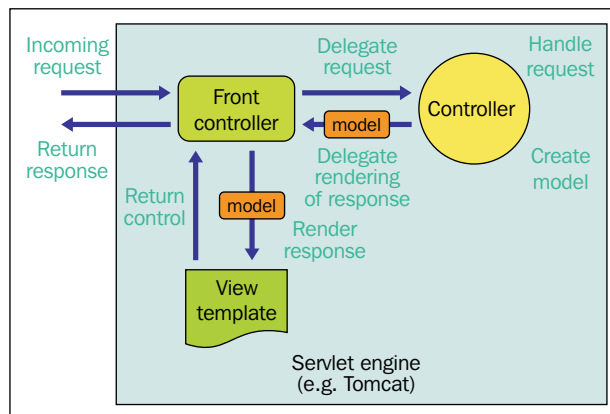 Incoming
request
Return
response
Front
controller
Delegate
request
Handle
request
Controller
model
Delegate
rendering
of response
Create
model
Return
control
model
Render
response
View
template
Servlet engine
(e.g. Tomcat)